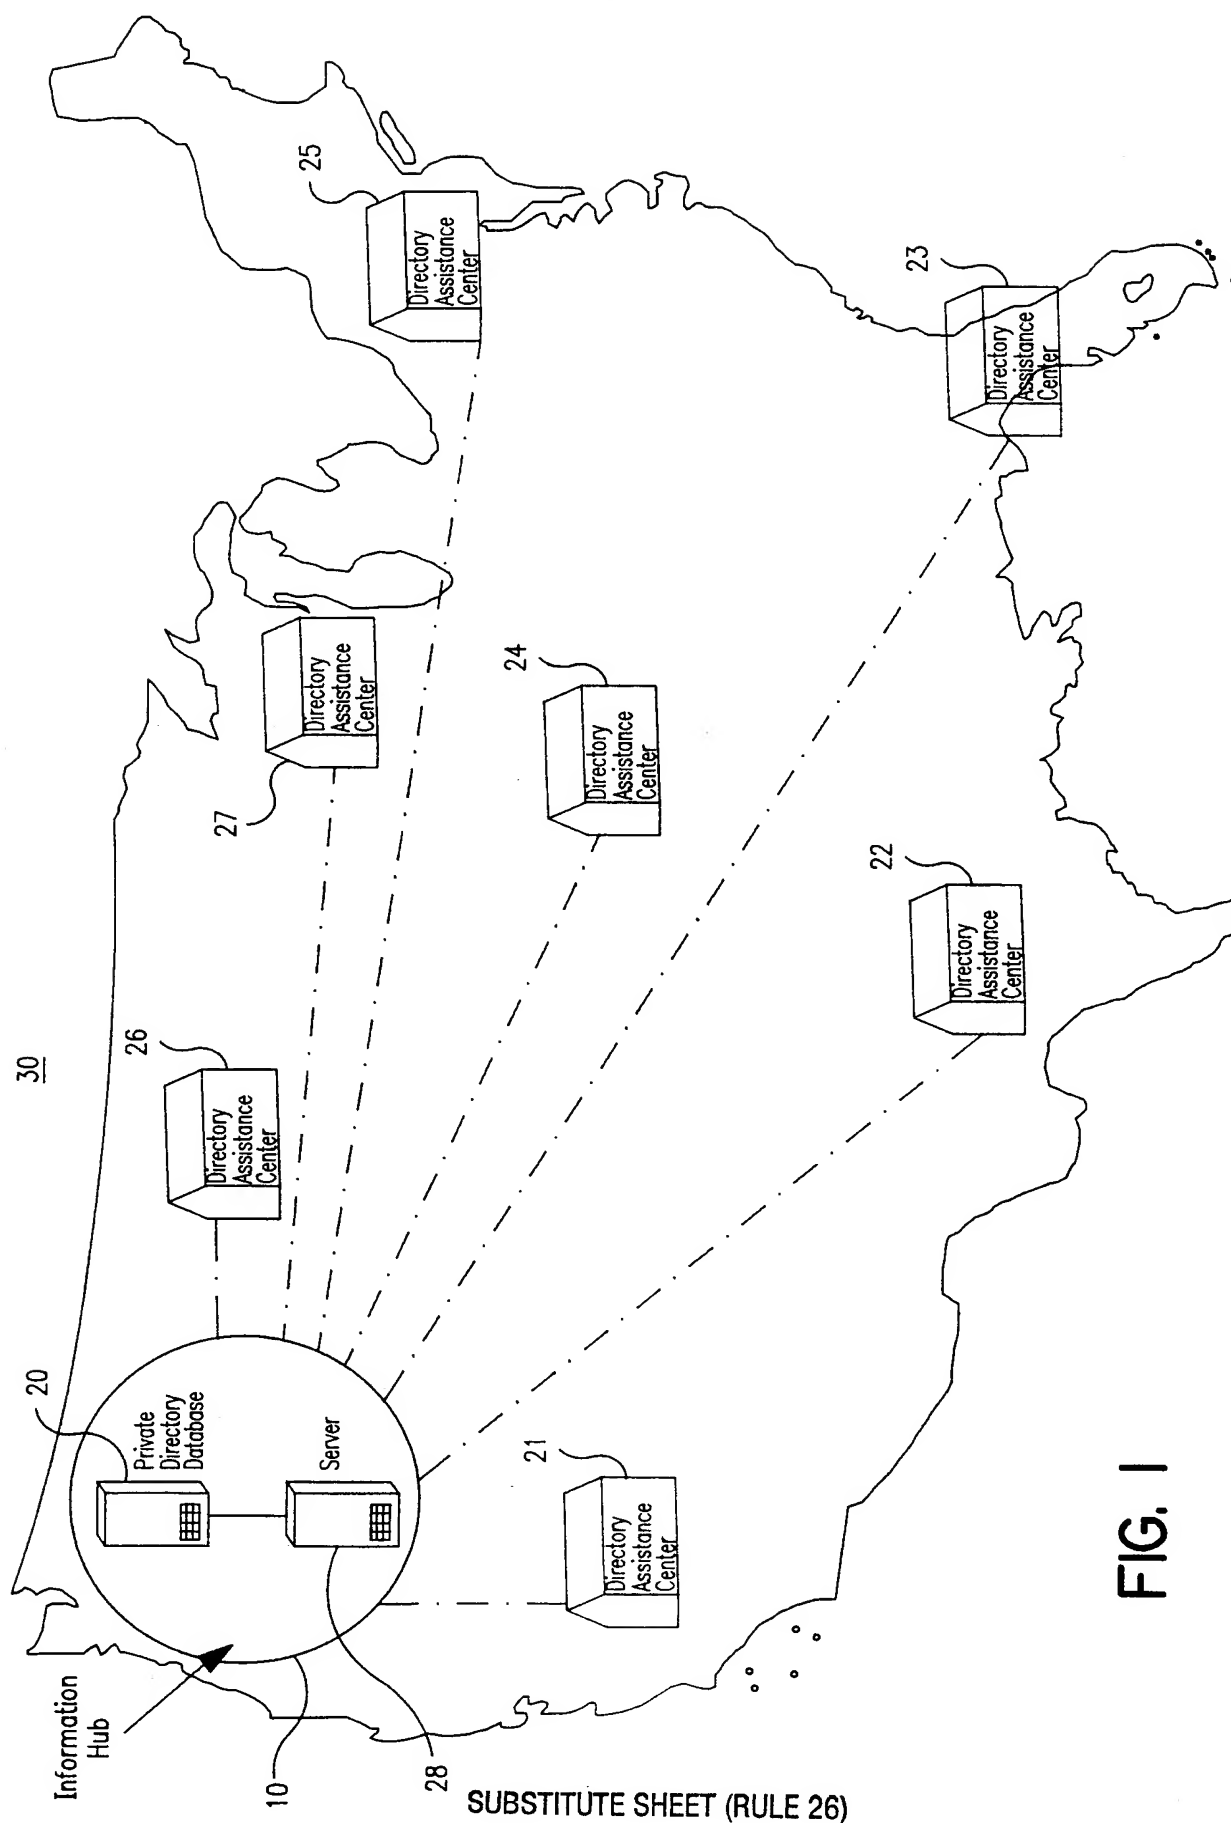 30
Information
Hub
10
28
20
Private
Directory
Database
Server
26
Directory
Assistance
Center
27
Directory
Assistance
Center
25
Directory
Assistance
Center
24
Directory
Assistance
Center
21
Directory
Assistance
Center
22
Directory
Assistance
Center
23
Directory
Assistance
Center
FIG. 1
SUBSTITUTE SHEET (RULE 26)